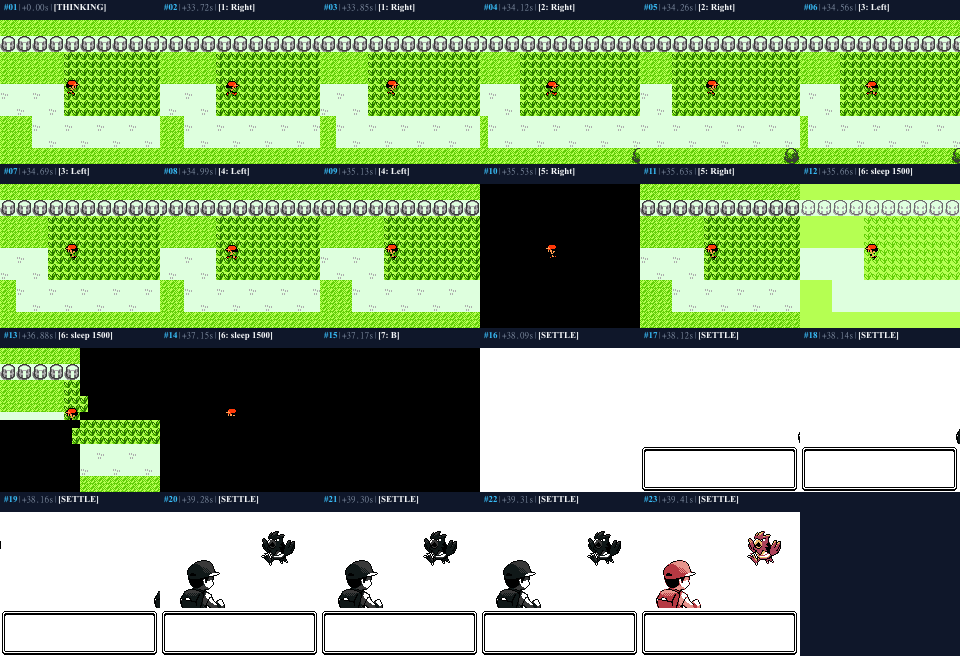 #01|+0.00s| [THINKING]
#02|+33.72s| [1: Right]
#03|+33.85s| [1: Right]
#04|+34.12s| [2: Right]
#05|+34.26s| [2: Right]
#06|+34.56s| [3: Left]
#07|+34.69s| [3: Left]
#08|+34.99s| [4: Left]
#09|+35.13s| [4: Left]
#10|+35.53s| [5: Right]
#11|+35.63s| [5: Right]
#12|+35.66s| [6: sleep 1500]
#13|+36.88s| [6: sleep 1500]
#14|+37.15s| [6: sleep 1500]
#15|+37.17s| [7: B]
#16|+38.09s| [SETTLE]
#17|+38.12s| [SETTLE]
#18|+38.14s| [SETTLE]
#19|+38.16s| [SETTLE]
#20|+39.28s| [SETTLE]
#21|+39.30s| [SETTLE]
#22|+39.31s| [SETTLE]
#23|+39.41s| [SETTLE]